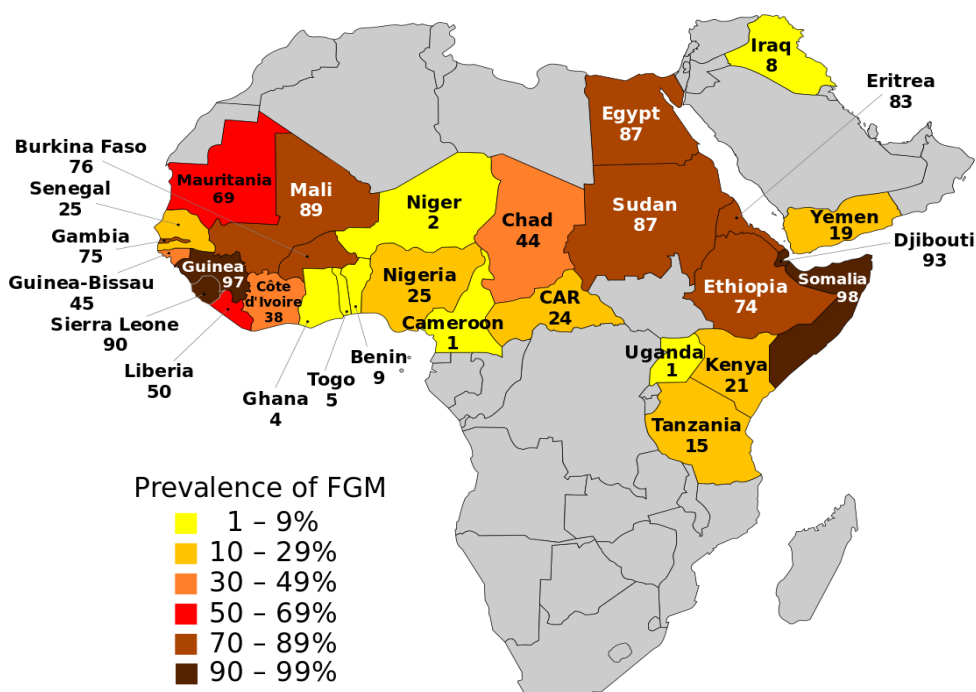 Iraq
8
Eritrea
83
Egypt
87
Burkina Faso
76
Mauritania
69
Mali
89
Niger
2
Chad
44
Sudan
87
Yemen
19
Senegal
25
Djibouti
93
Gambia
75
Guinea
97
Côte
d'Ivoire
38
Nigeria
25
CAR
24
Ethiopia
74
Somalia
98
Guinea-Bissau
45
Sierra Leone
90
Cameroon
1
Uganda
1
Kenya
21
Liberia
50
Ghana
4
Togo
5
Benin
9
Tanzania
15
Prevalence of FGM
1 – 9%
10 – 29%
30 – 49%
50 – 69%
70 – 89%
90 – 99%